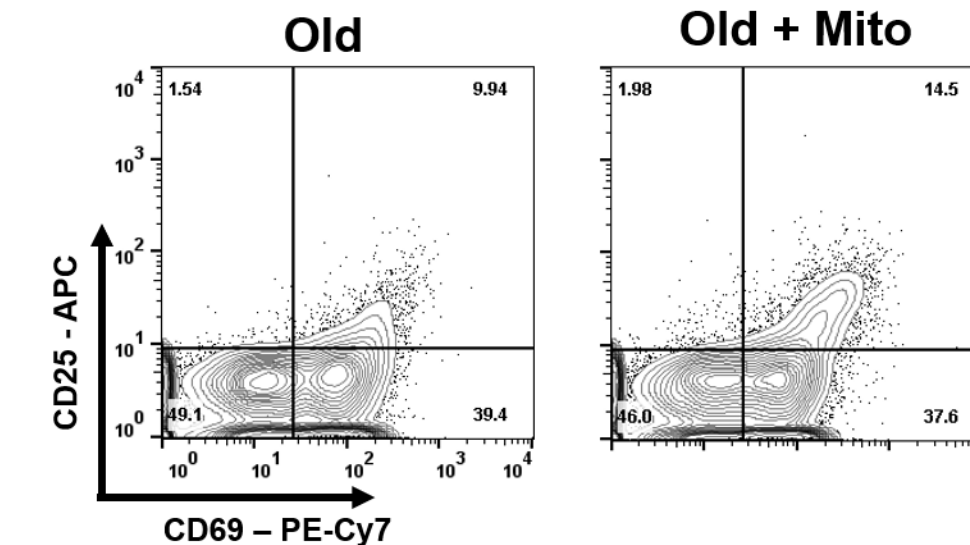 Old
Old + Mito
10^4
1.54
9.94
1.98
14.5
10^3
10^2
10^1
10^0
49.1
39.4
46.0
37.6
10^0 10^1 10^2 10^3 10^4
CD25 - APC
CD69 – PE-Cy7